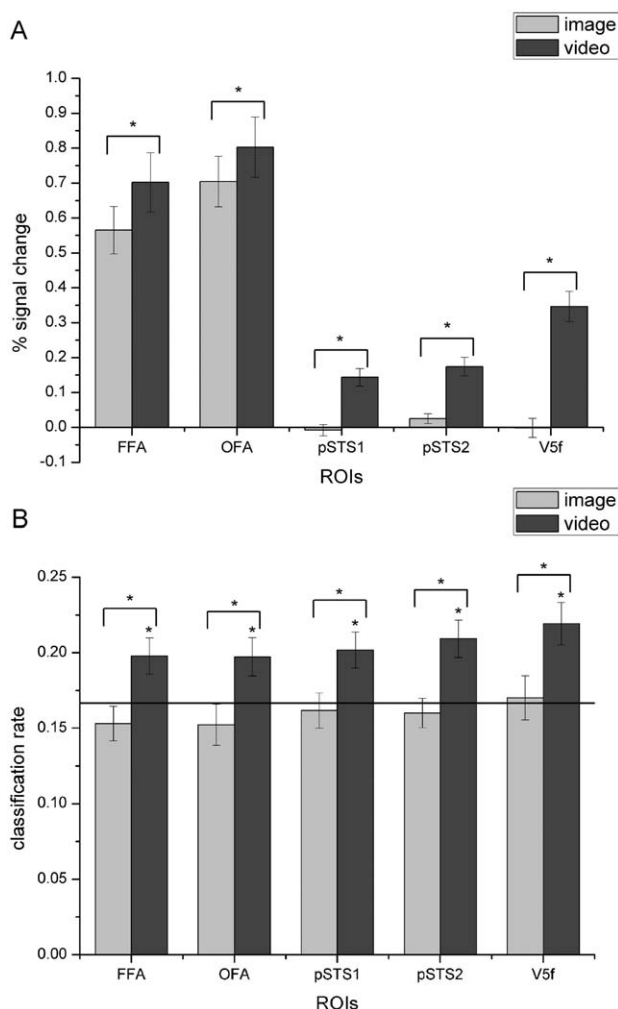 A
image
video
*
*
*
*
*
1.0
0.9
0.8
0.7
0.6
0.5
0.4
0.3
0.2
0.1
0.0
-0.1
% signal change
FFA OFA pSTS1 pSTS2 V5f
ROIs
B
image
video
* * * * *
* * * * *
0.25
0.20
0.15
0.10
0.05
0.00
classification rate
FFA OFA pSTS1 pSTS2 V5f
ROIs